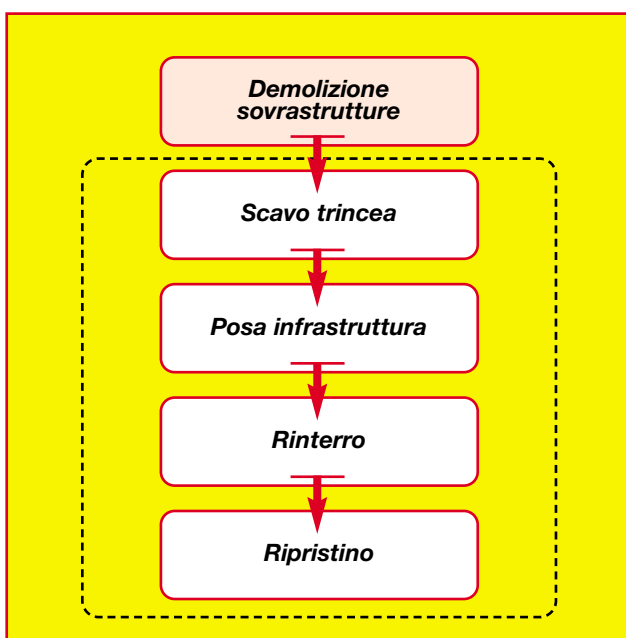 Demolizione
sovrastrutture
Scavo trincea
Posa infrastruttura
Rinterro
Ripristino